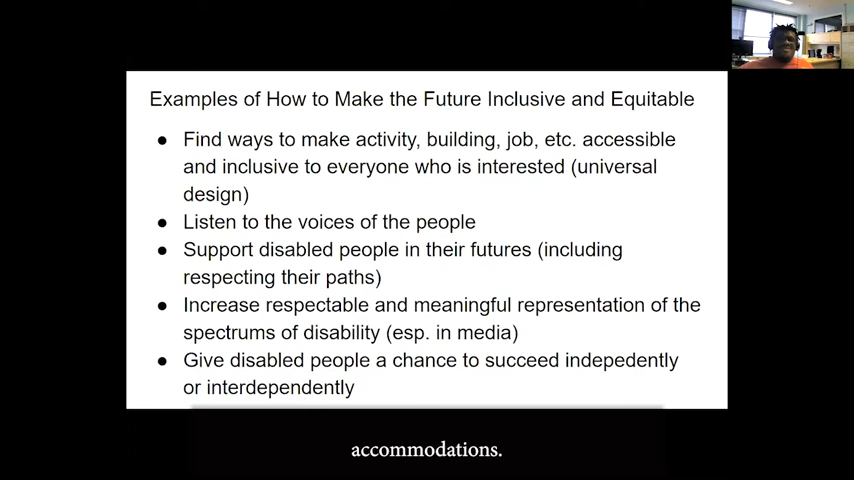 Examples of How to Make the Future Inclusive and Equitable
● Find ways to make activity, building, job, etc. accessible
and inclusive to everyone who is interested (universal
design)
● Listen to the voices of the people
● Support disabled people in their futures (including
respecting their paths)
● Increase respectable and meaningful representation of the
spectrums of disability (esp. in media)
● Give disabled people a chance to succeed indepedently
or interdependently
accommodations.